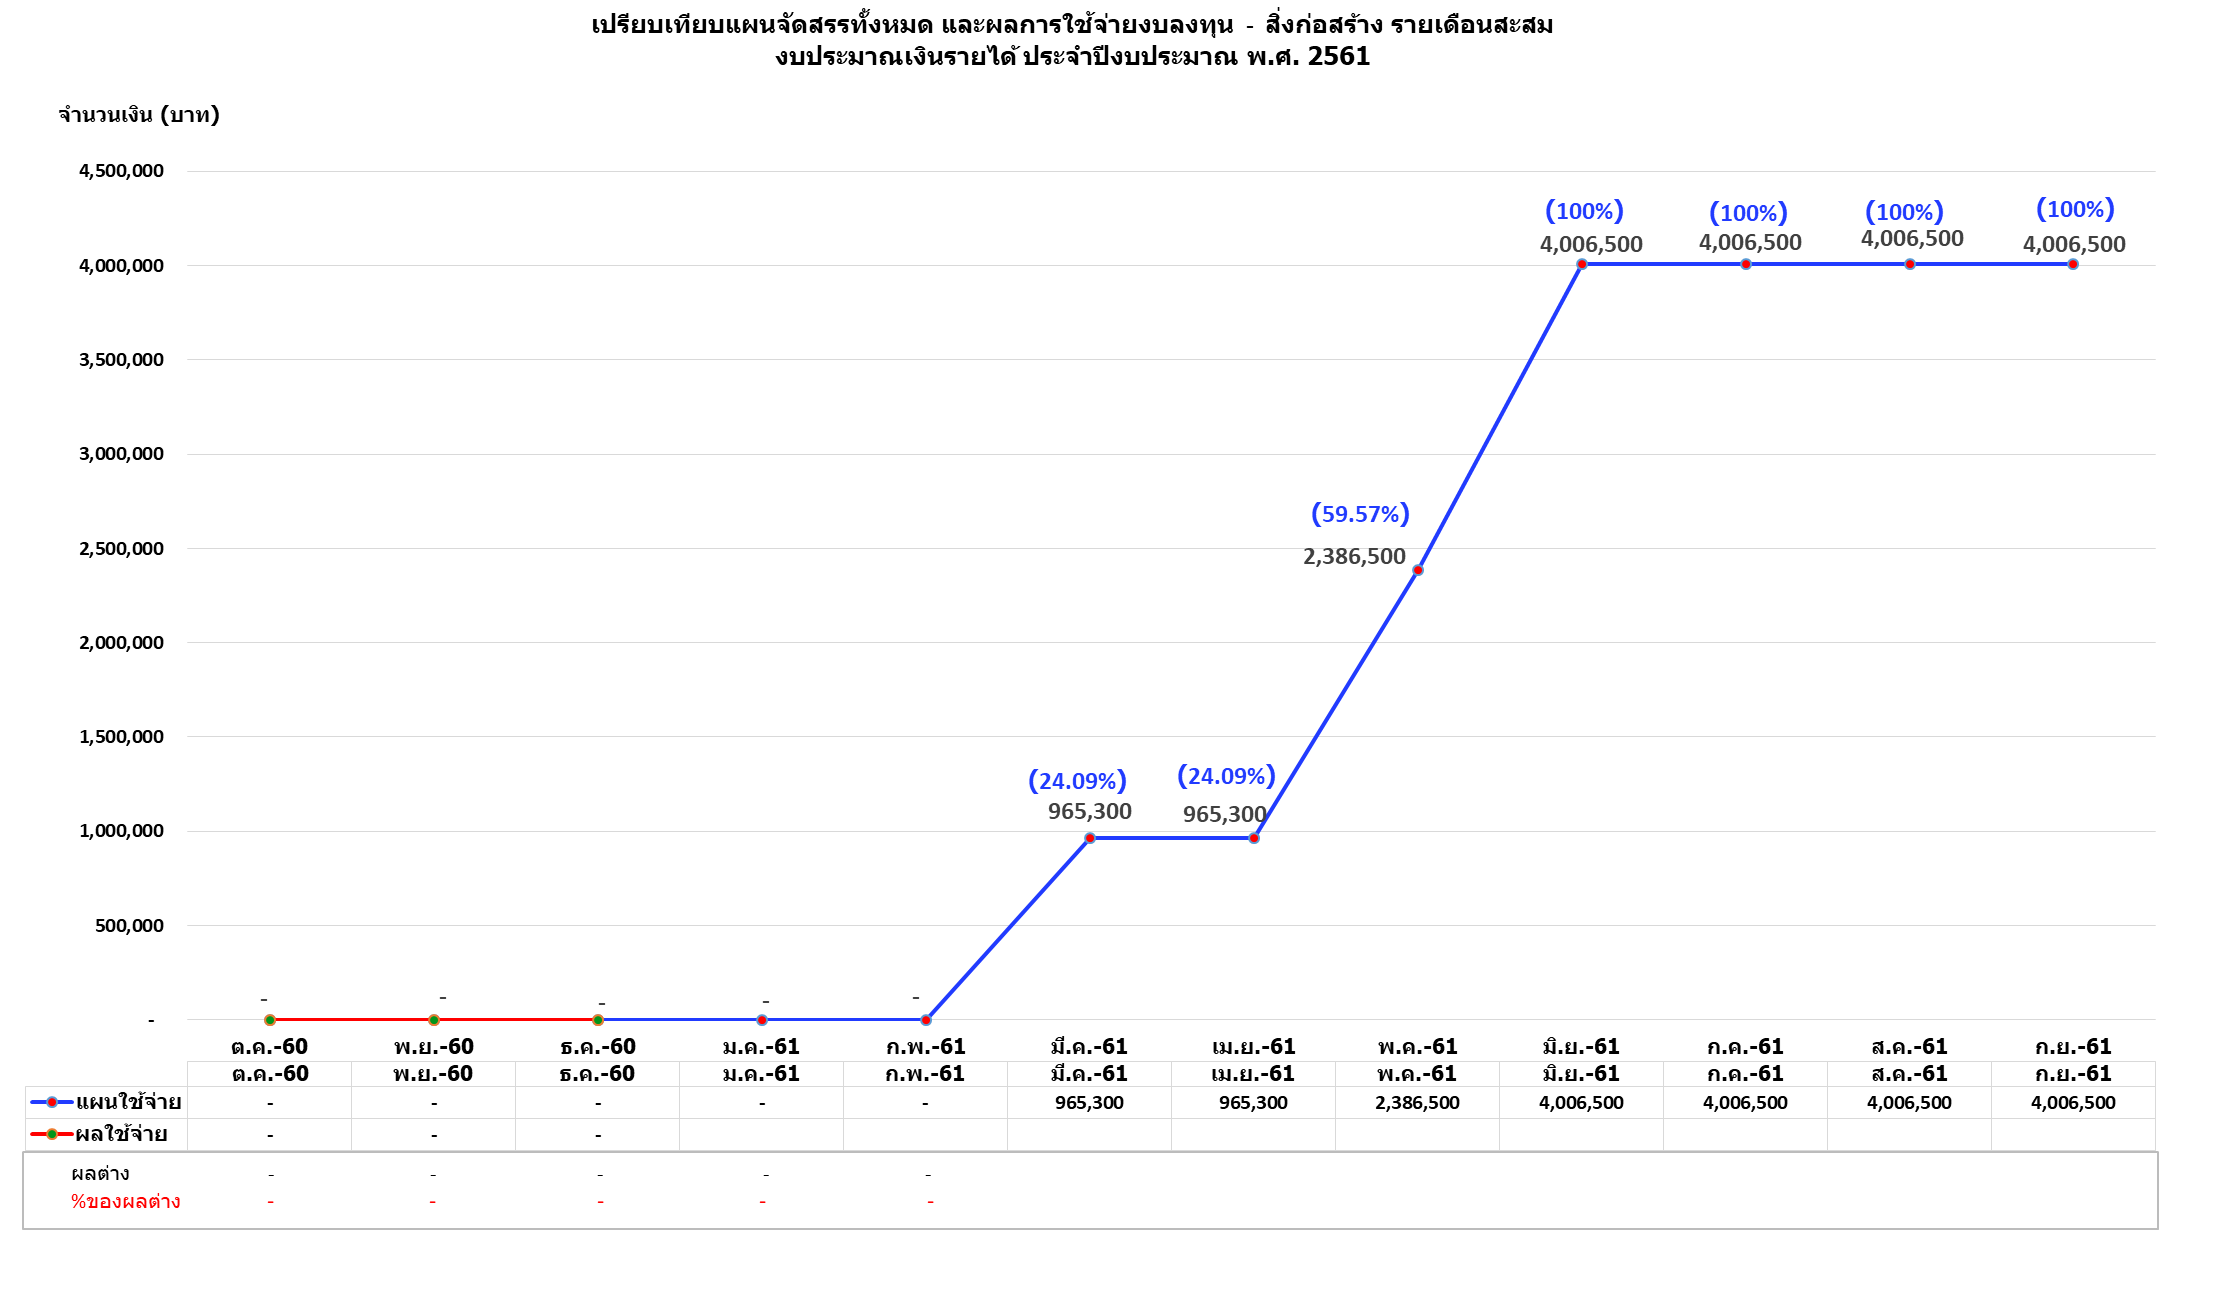 เปรียบเทียบแผนจัดสรรทั้งหมด และผลการใช้จ่ายงบลงทุน - สิ่งก่อสร้าง รายเดือนสะสม
งบประมาณเงินรายได้ ประจำปีงบประมาณ พ.ศ. 2561
จำนวนเงิน (บาท)
4,500,000
(100%) (100%) (100%) (100%)
4,006,500 4,006,500 4,006,500 4,006,500
4,000,000
3,500,000
3,000,000
(59.57%)
2,500,000
2,386,500
2,000,000
1,500,000
(24.09%) (24.09%)
965,300 965,300
1,000,000
500,000
- - - - -
-
ต.ค.-60 พ.ย.-60 ธ.ค.-60 ม.ค.-61 ก.พ.-61 มี.ค.-61 เม.ย.-61 พ.ค.-61 มิ.ย.-61 ก.ค.-61 ส.ค.-61 ก.ย.-61
ต.ค.-60 พ.ย.-60 ธ.ค.-60 ม.ค.-61 ก.พ.-61 มี.ค.-61 เม.ย.-61 พ.ค.-61 มิ.ย.-61 ก.ค.-61 ส.ค.-61 ก.ย.-61
แผนใช้จ่าย - - - - - 965,300 965,300 2,386,500 4,006,500 4,006,500 4,006,500 4,006,500
ผลใช้จ่าย - - -
ผลต่าง - - - - -
%ของผลต่าง - - - - -